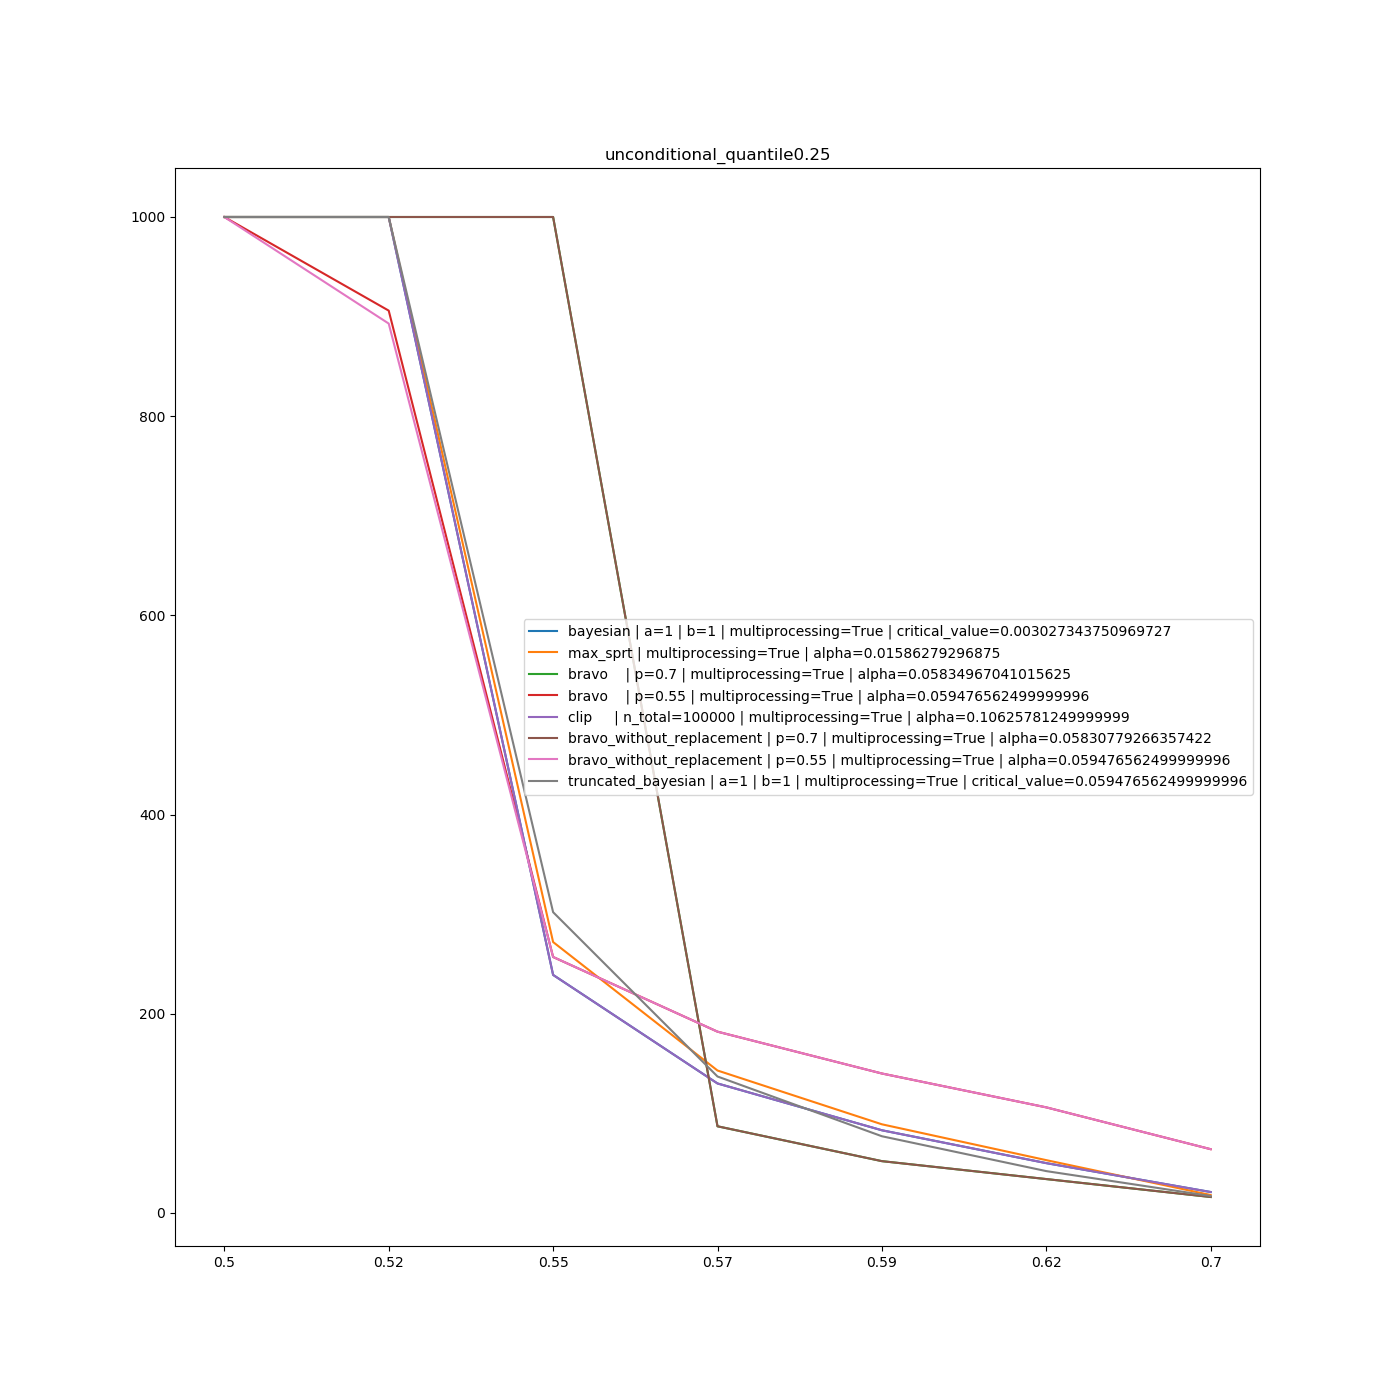 unconditional_quantile0.25
1000
800
600
400
200
0
bayesian | a=1 | b=1 | multiprocessing=True | critical_value=0.003027343750969727
max_sprt | multiprocessing=True | alpha=0.01586279296875
bravo    | p=0.7 | multiprocessing=True | alpha=0.05834967041015625
bravo    | p=0.55 | multiprocessing=True | alpha=0.059476562499999996
clip     | n_total=100000 | multiprocessing=True | alpha=0.10625781249999999
bravo_without_replacement | p=0.7 | multiprocessing=True | alpha=0.05830779266357422
bravo_without_replacement | p=0.55 | multiprocessing=True | alpha=0.059476562499999996
truncated_bayesian | a=1 | b=1 | multiprocessing=True | critical_value=0.059476562499999996
0.5 0.52 0.55 0.57 0.59 0.62 0.7